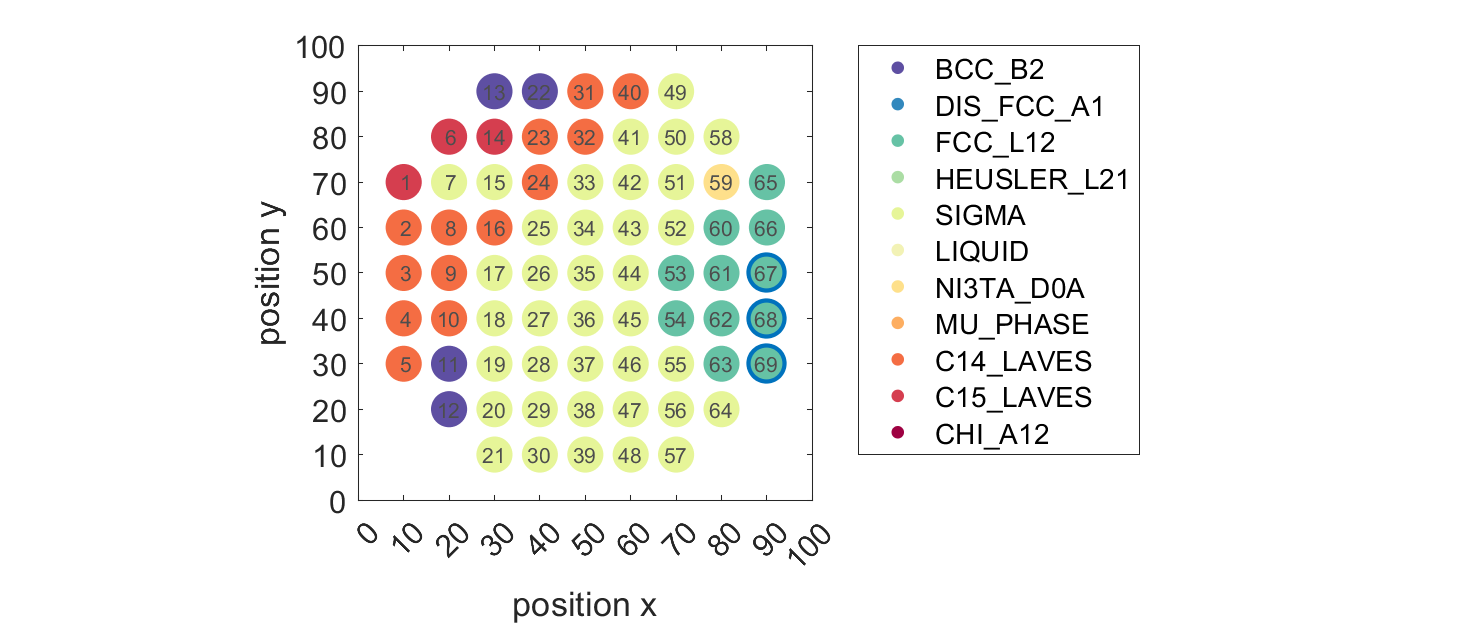 100
90 13 22 31 40 49
80 6 14 23 32 41 50 58
70 1 7 15 24 33 42 51 59 65
60 2 8 16 25 34 43 52 60 66
50 3 9 17 26 35 44 53 61 67
40 4 10 18 27 36 45 54 62 68
30 5 11 19 28 37 46 55 63 69
20 12 20 29 38 47 56 64
10 21 30 39 48 57
0
position y
0 10 20 30 40 50 60 70 80 90 100
position x
BCC_B2
DIS_FCC_A1
FCC_L12
HEUSLER_L21
SIGMA
LIQUID
NI3TA_D0A
MU_PHASE
C14_LAVES
C15_LAVES
CHI_A12